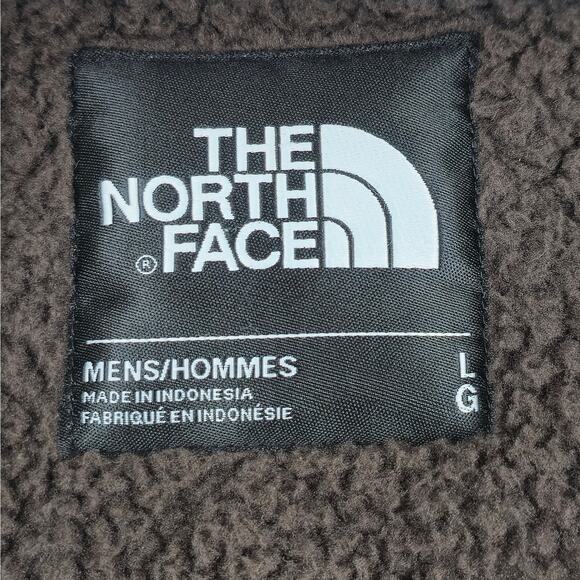 THE
NORTH
® FACE
MENS/HOMMES L
MADE IN INDONESIA G
FABRIQUÉ EN INDONÉSIE